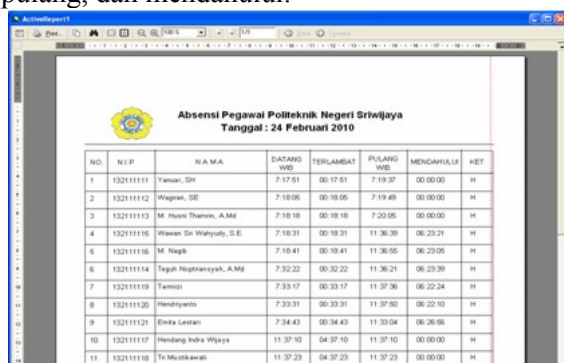 pulang, dan mendahului.
ActiveReport1
100 %
1/1
Absensi Pegawai Politeknik Negeri Sriwijaya
Tanggal : 24 Februari 2010
NO. N I P N A M A DATANG WIB TERLAMBAT PULANG WIB MENDAHULUI KET
1 132111111 Yanuar, SH 7:17:51 00:17:51 7:19:37 00:00:00 H
2 132111112 Wagiran, SE 7:18:05 00:18:05 7:19:49 00:00:00 H
3 132111113 M. Husni Thamrin, A.Md 7:18:18 00:18:18 7:20:05 00:00:00 H
4 132111115 Wawan Sri Wahyudy, S.E. 7:18:31 00:18:31 11:36:39 06:23:21 H
5 132111116 M. Nagib 7:18:41 00:18:41 11:36:55 06:23:05 H
6 132111114 Teguh Noptriansyah, A.Md 7:32:22 00:32:22 11:36:21 06:23:39 H
7 132111119 Tarmizi 7:33:17 00:33:17 11:37:36 06:22:24 H
8 132111120 Hendriyanto 7:33:31 00:33:31 11:37:50 06:22:10 H
9 132111121 Emita Lestari 7:34:43 00:34:43 11:33:04 06:26:56 H
10 132111117 Hendang Indra Wijaya 11:37:10 04:37:10 11:37:10 00:00:00 H
11 132111118 Tri Mustikawati 11:37:23 04:37:23 11:37:23 00:00:00 H